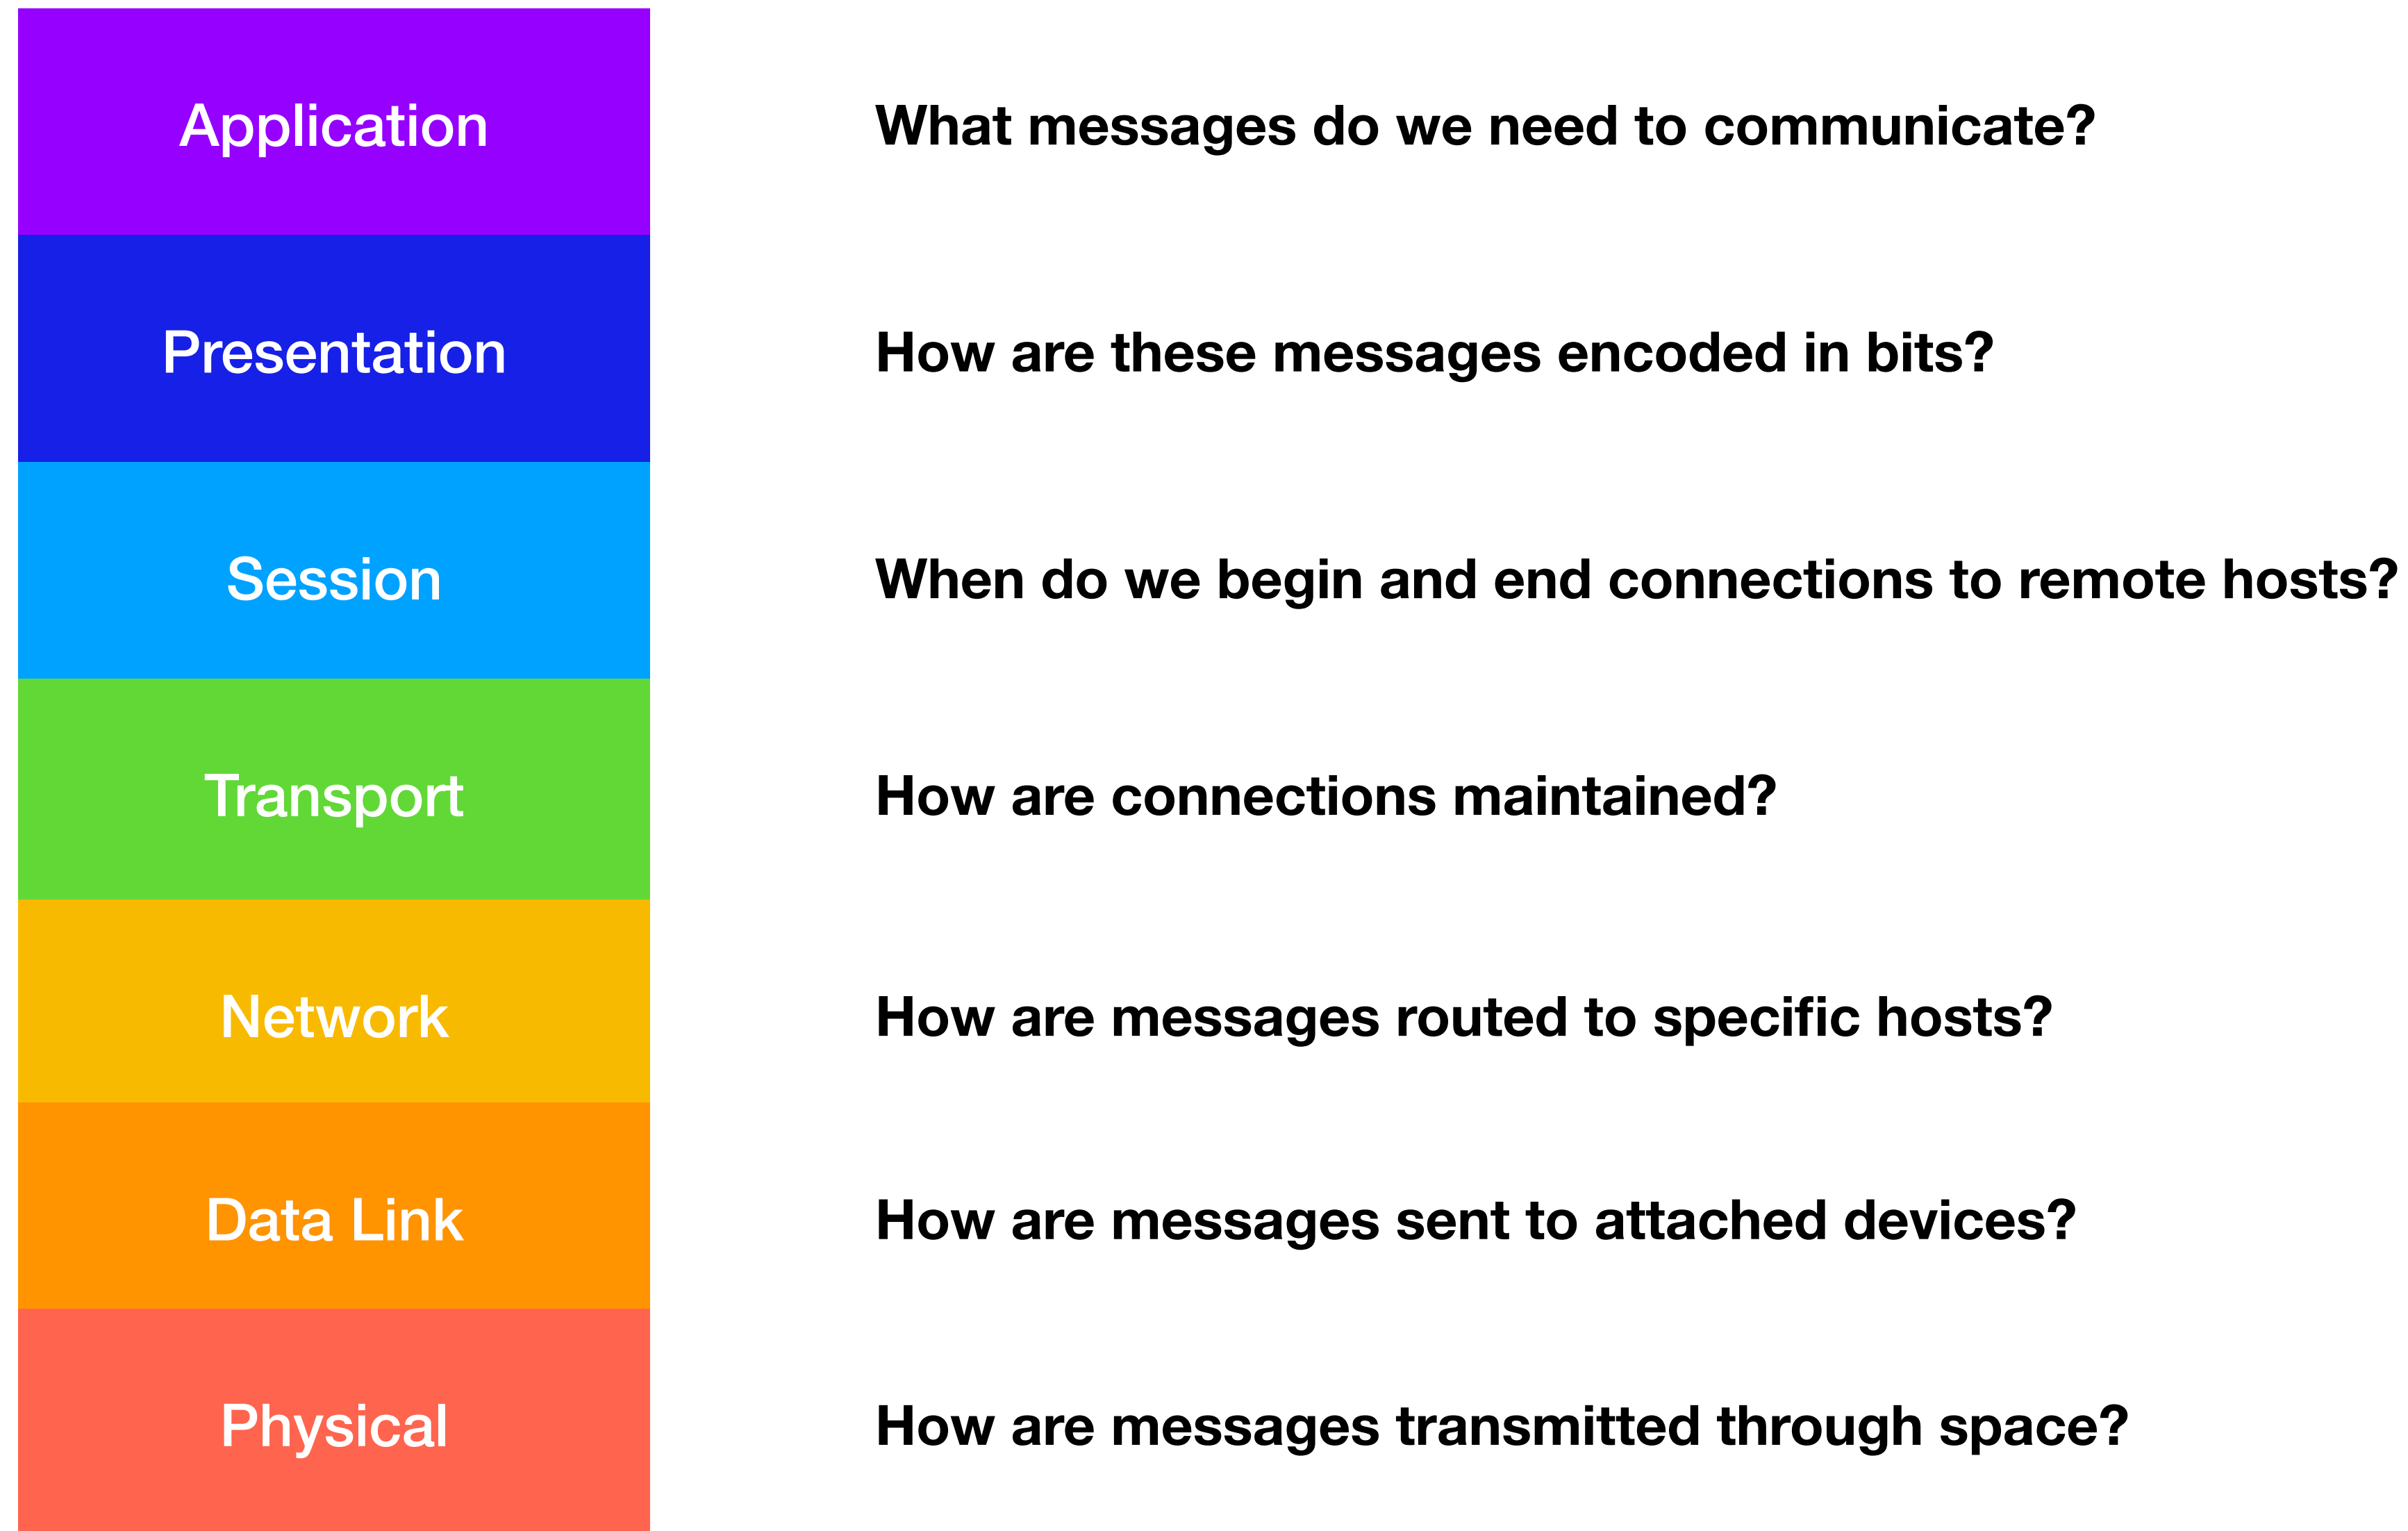 Application
What messages do we need to communicate?
Presentation
How are these messages encoded in bits?
Session
When do we begin and end connections to remote hosts?
Transport
How are connections maintained?
Network
How are messages routed to specific hosts?
Data Link
How are messages sent to attached devices?
Physical
How are messages transmitted through space?